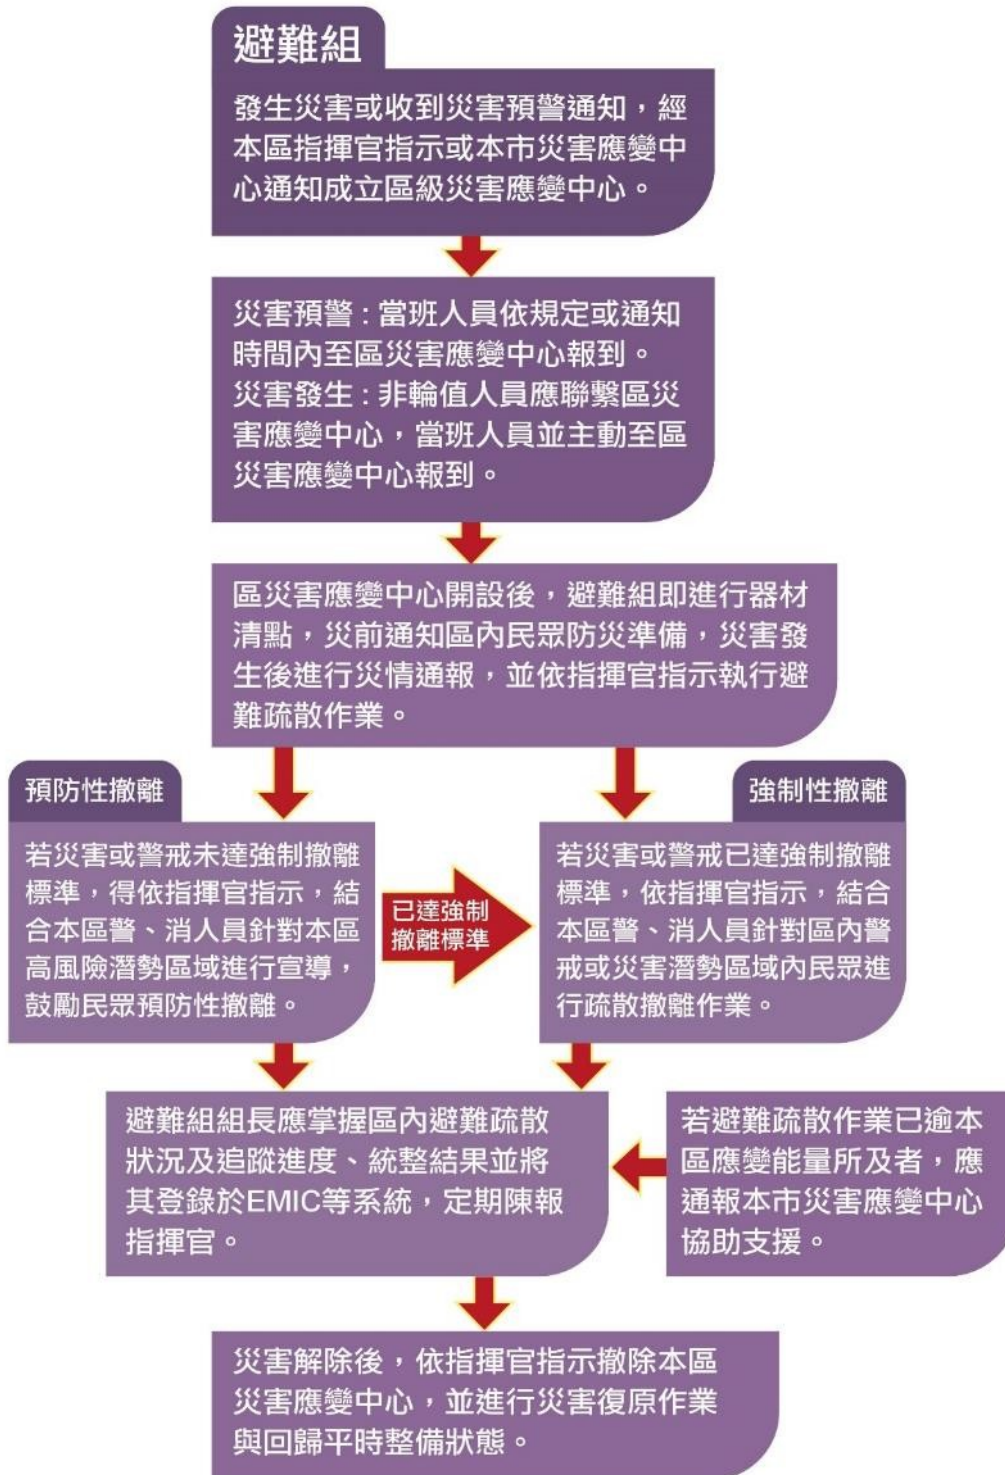 避難組
發生災害或收到災害預警通知，經
本區指揮官指示或本市災害應變中
心通知成立區級災害應變中心。
災害預警：當班人員依規定或通知
時間內至區災害應變中心報到。
災害發生：非輪值人員應聯繫區災
害應變中心，當班人員並主動至區
災害應變中心報到。
區災害應變中心開設後，避難組即進行器材
清點，災前通知區內民眾防災準備，災害發
生後進行災情通報，並依指揮官指示執行避
難疏散作業。
預防性撤離
若災害或警戒未達強制撤離
標準，得依指揮官指示，結
合本區警、消人員針對本區
高風險潛勢區域進行宣導，
鼓勵民眾預防性撤離。
已達強制
撤離標準
強制性撤離
若災害或警戒已達強制撤離
標準，依指揮官指示，結合
本區警、消人員針對區內警
戒或災害潛勢區域內民眾進
行疏散撤離作業。
避難組組長應掌握區內避難疏散
狀況及追蹤進度、統整結果並將
其登錄於EMIC等系統，定期陳報
指揮官。
若避難疏散作業已逾本
區應變能量所及者，應
通報本市災害應變中心
協助支援。
災害解除後，依指揮官指示撤除本區
災害應變中心，並進行災害復原作業
與回歸平時整備狀態。